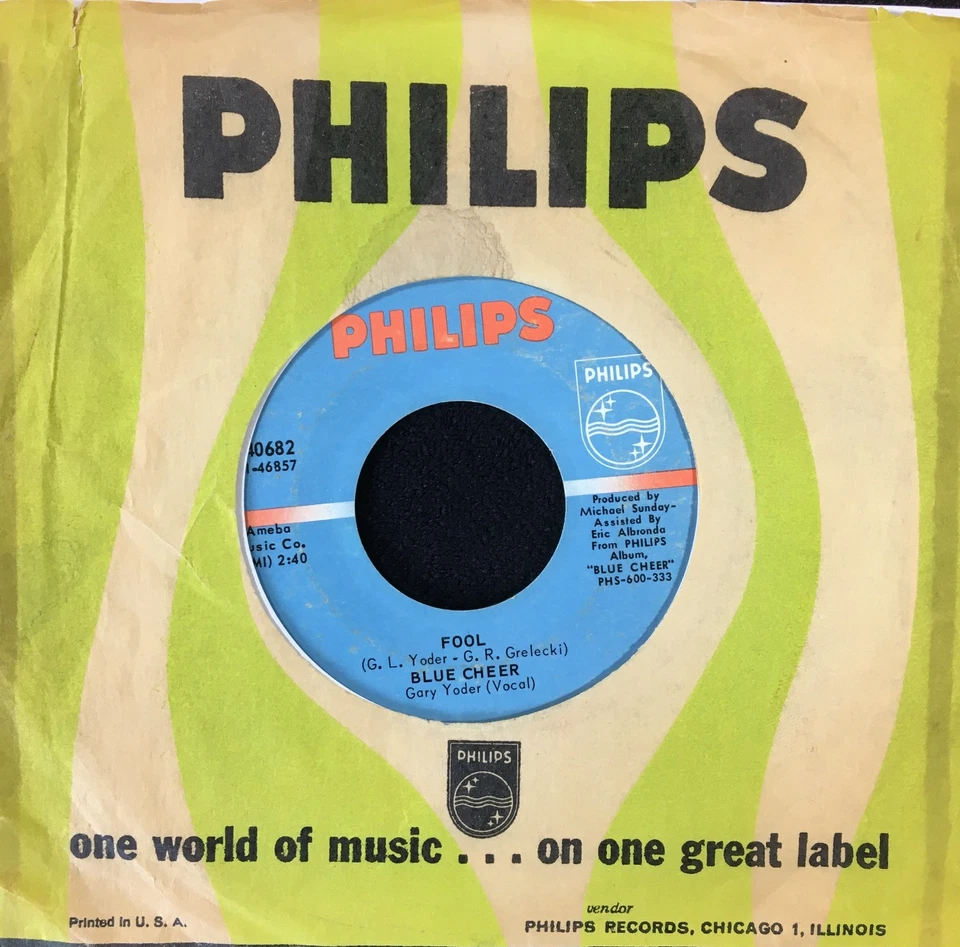 PHILIPS
PHILIPS
PHILIPS
0682
-46857
Produced by
Michael Sunday-
Assisted By
Eric Albronda
From PHILIPS
Album,
"BLUE CHEER"
PHS-600-333
Ameba
usic Co.
MI) 2:40
FOOL
(G. L. Yoder - G. R. Grelecki)
BLUE CHEER
Gary Yoder (Vocal)
PHILIPS
one world of music . . . on one great label
Printed in U. S. A.
vendor
PHILIPS RECORDS, CHICAGO 1, ILLINOIS